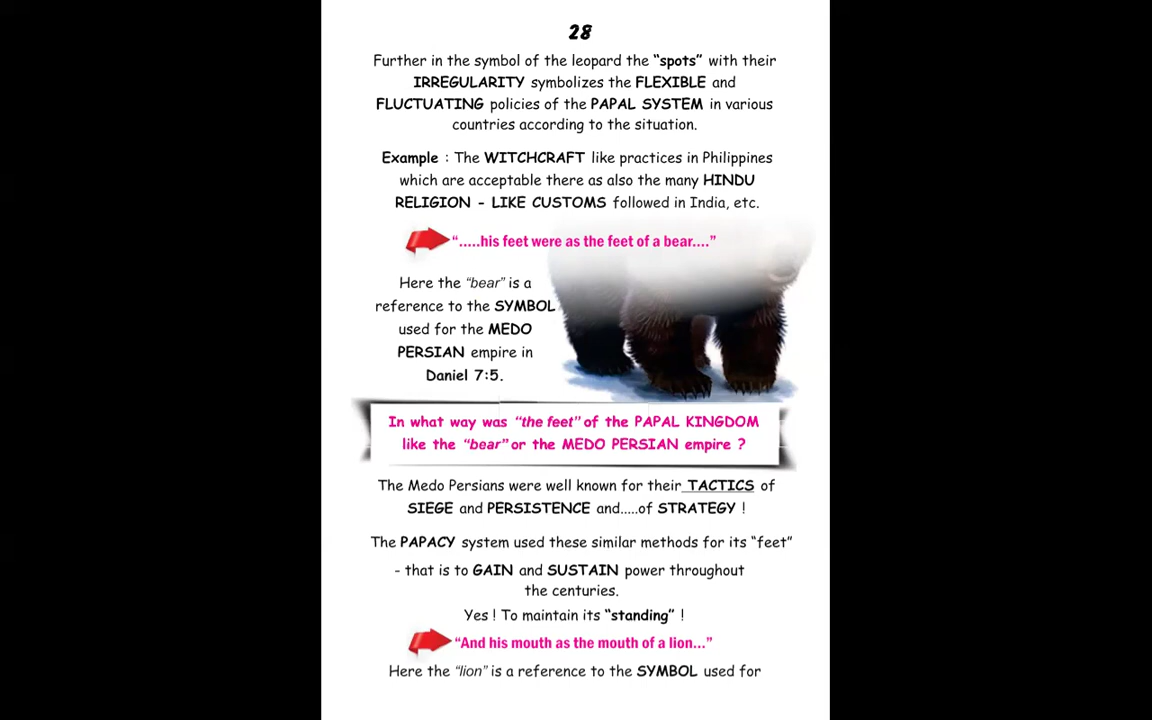 28
Further in the symbol of the leopard the “spots” with their
IRREGULARITY symbolizes the FLEXIBLE and
FLUCTUATING policies of the PAPAL SYSTEM in various
countries according to the situation.
Example : The WITCHCRAFT like practices in Philippines
which are acceptable there as also the many HINDU
RELIGION - LIKE CUSTOMS followed in India, etc.
“.....his feet were as the feet of a bear....”
Here the “bear” is a
reference to the SYMBOL
used for the MEDO
PERSIAN empire in
Daniel 7:5.
In what way was “the feet” of the PAPAL KINGDOM
like the “bear” or the MEDO PERSIAN empire ?
The Medo Persians were well known for their TACTICS of
SIEGE and PERSISTENCE and.....of STRATEGY !
The PAPACY system used these similar methods for its “feet”
- that is to GAIN and SUSTAIN power throughout
the centuries.
Yes ! To maintain its “standing” !
“And his mouth as the mouth of a lion...”
Here the “lion” is a reference to the SYMBOL used for